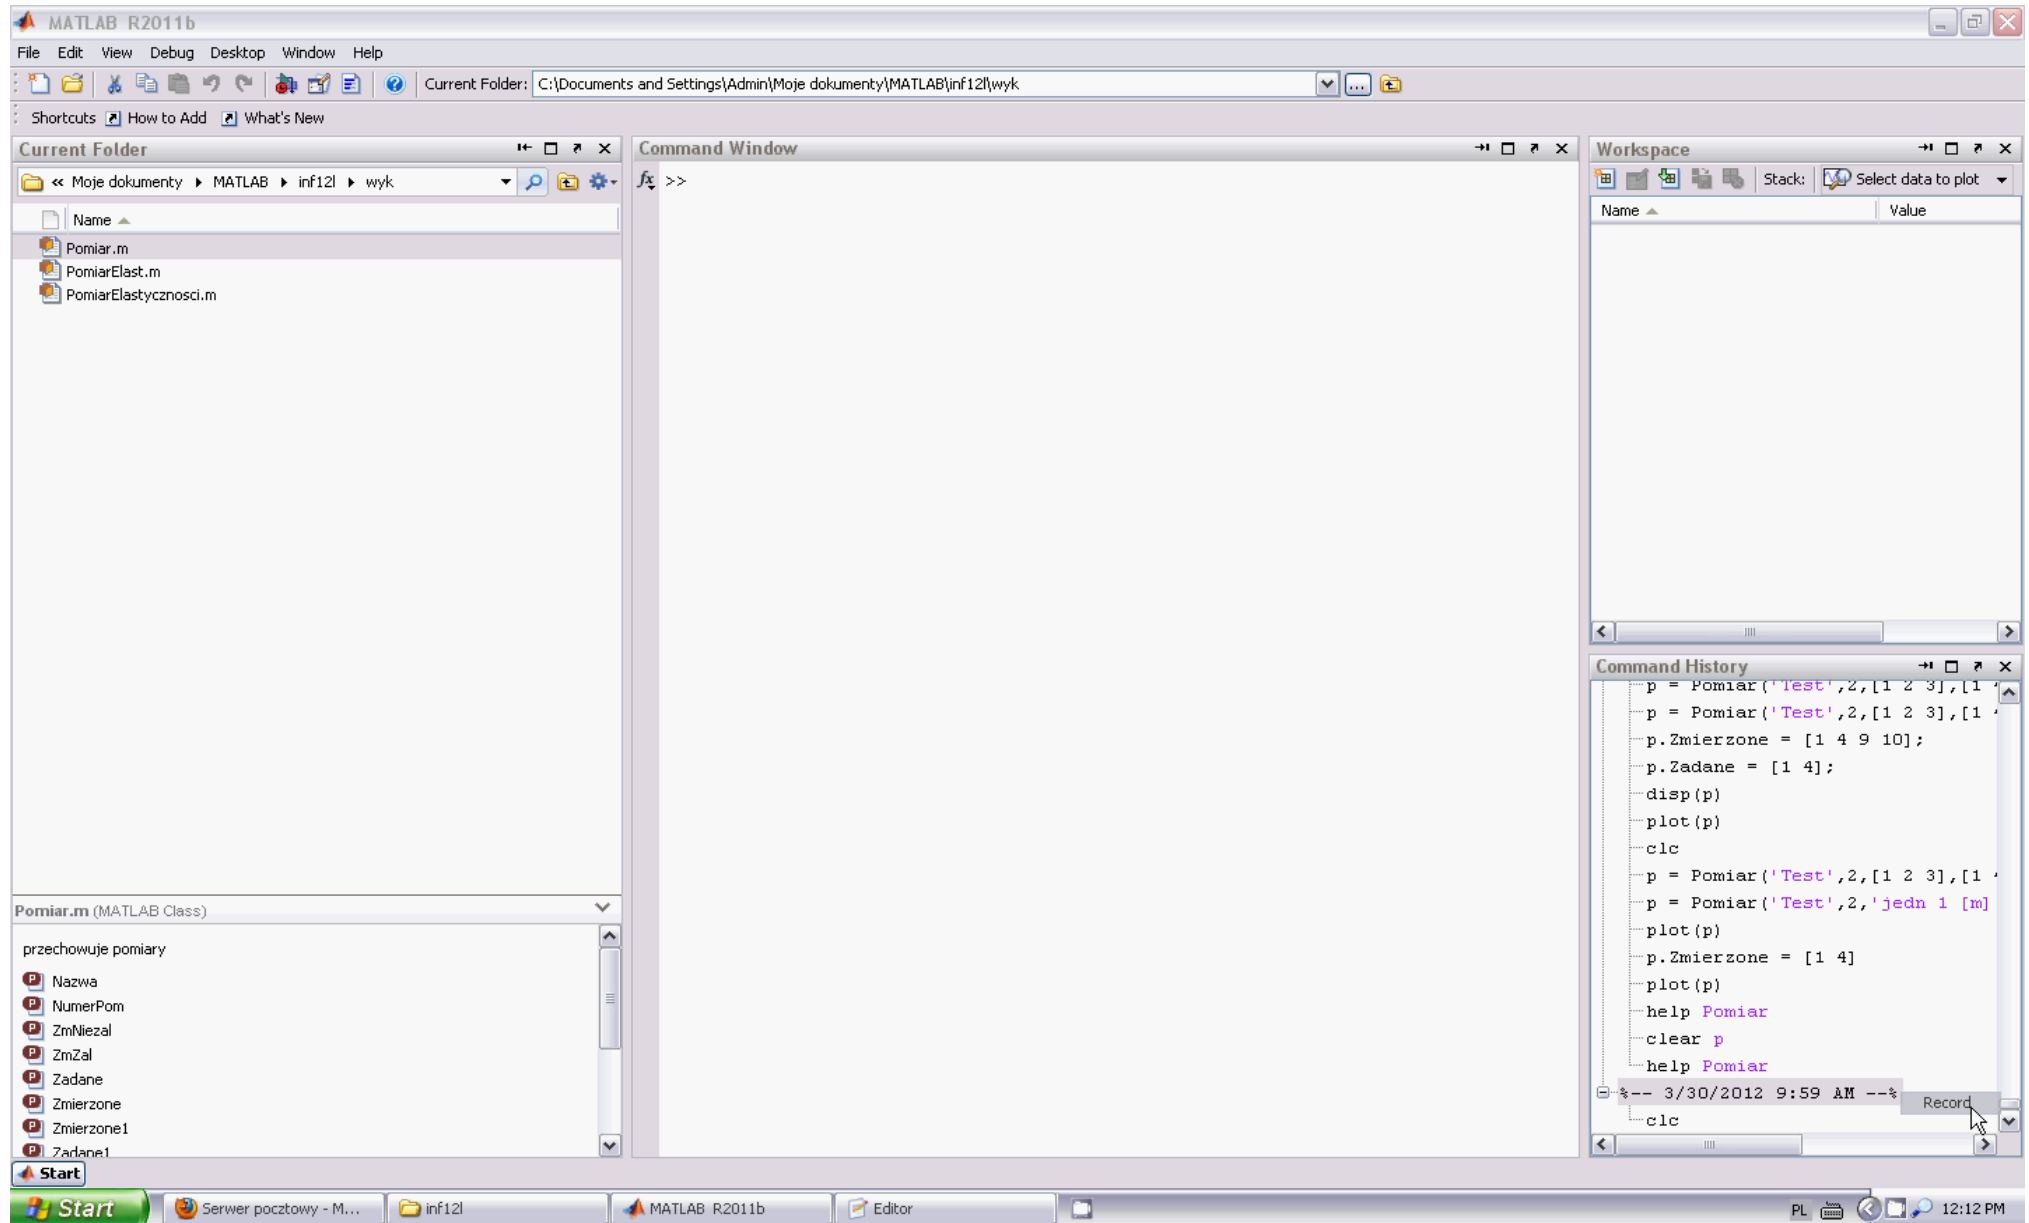 MATLAB R2011b
File Edit View Debug Desktop Window Help
Current Folder: C:\Documents and Settings\Admin\Moje dokumenty\MATLAB\inf12l\wyk
Shortcuts How to Add What's New
Current Folder
« Moje dokumenty MATLAB inf12l wyk
Name
Pomiar.m
PomiarElast.m
PomiarElastycznosci.m
Pomiar.m (MATLAB Class)
przechowuje pomiary
Nazwa
NumerPom
ZmNiezal
ZmZal
Zadane
Zmierzone
Zmierzone1
Zadane1
Command Window
fx >>
Workspace
Stack: Select data to plot
Name Value
Command History
p = Pomiar('Test',2,[1 2 3],[1
p = Pomiar('Test',2,[1 2 3],[1
p.Zmierzone = [1 4 9 10];
p.Zadane = [1 4];
disp(p)
plot(p)
clc
p = Pomiar('Test',2,[1 2 3],[1
p = Pomiar('Test',2,'jedn 1 [m]
plot(p)
p.Zmierzone = [1 4]
plot(p)
help Pomiar
clear p
help Pomiar
%-- 3/30/2012 9:59 AM --%
Record
clc
Start
Start Serwer pocztowy - M... inf12l MATLAB R2011b Editor PL 12:12 PM